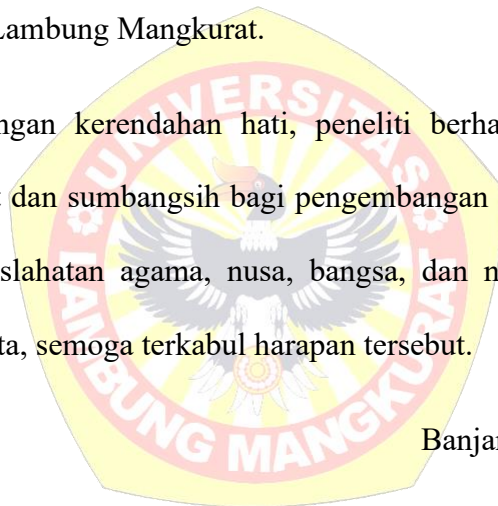 Lambung Mangkurat.
ngan kerendahan hati, peneliti berha
dan sumbangsih bagi pengembangan
slahatan agama, nusa, bangsa, dan n
ta, semoga terkabul harapan tersebut.
Banjar
UNIVERSITAS
LAMBUNG MANGKURAT